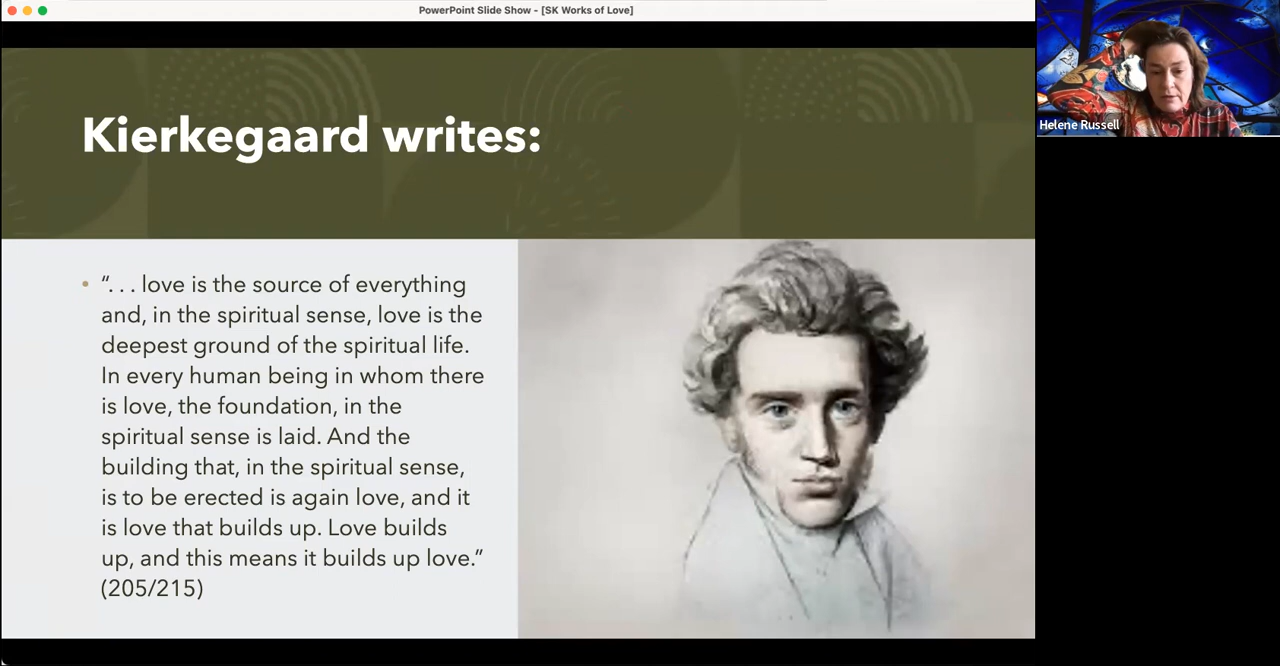 PowerPoint Slide Show - [SK Works of Love]
Kierkegaard writes:
• “. . . love is the source of everything
and, in the spiritual sense, love is the
deepest ground of the spiritual life.
In every human being in whom there
is love, the foundation, in the
spiritual sense is laid. And the
building that, in the spiritual sense,
is to be erected is again love, and it
is love that builds up. Love builds
up, and this means it builds up love.”
(205/215)
Helene Russell